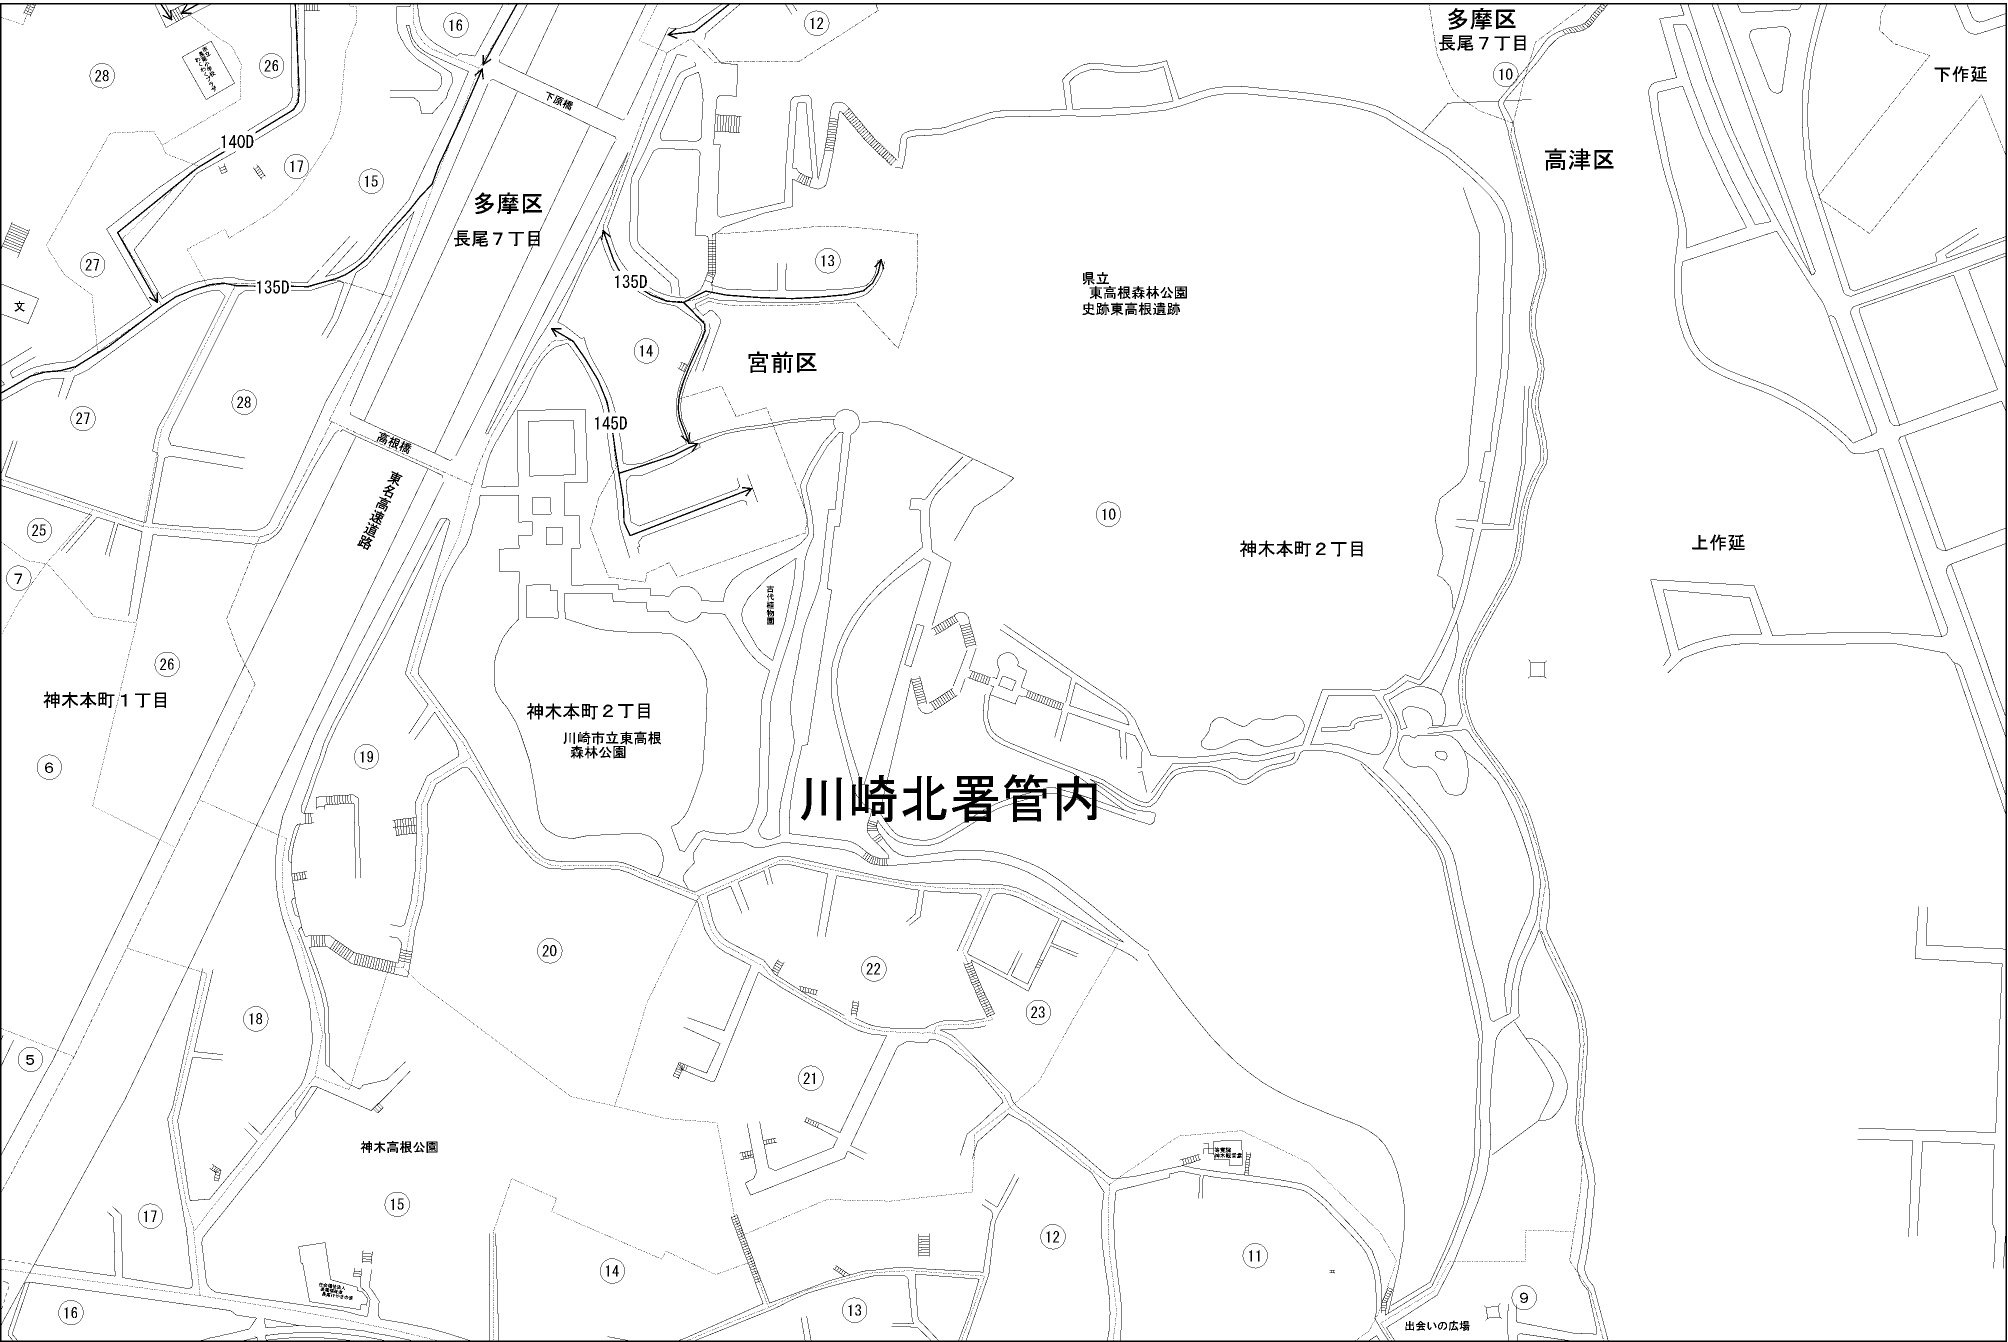 16
12
多摩区
長尾７丁目
28
26
10
下作延
下原橋
140D
17
15
高津区
多摩区
長尾７丁目
27
135D
135D
13
県立
東高根森林公園
史跡東高根遺跡
文
14
宮前区
27
28
145D
高根橋
東名高速道路
25
7
10
神木本町２丁目
上作延
古代植物園
26
神木本町１丁目
神木本町２丁目
川崎市立東高根
森林公園
6
19
川崎北署管内
20
22
23
18
5
21
神木高根公園
15
17
14
12
11
16
13
9
出会いの広場